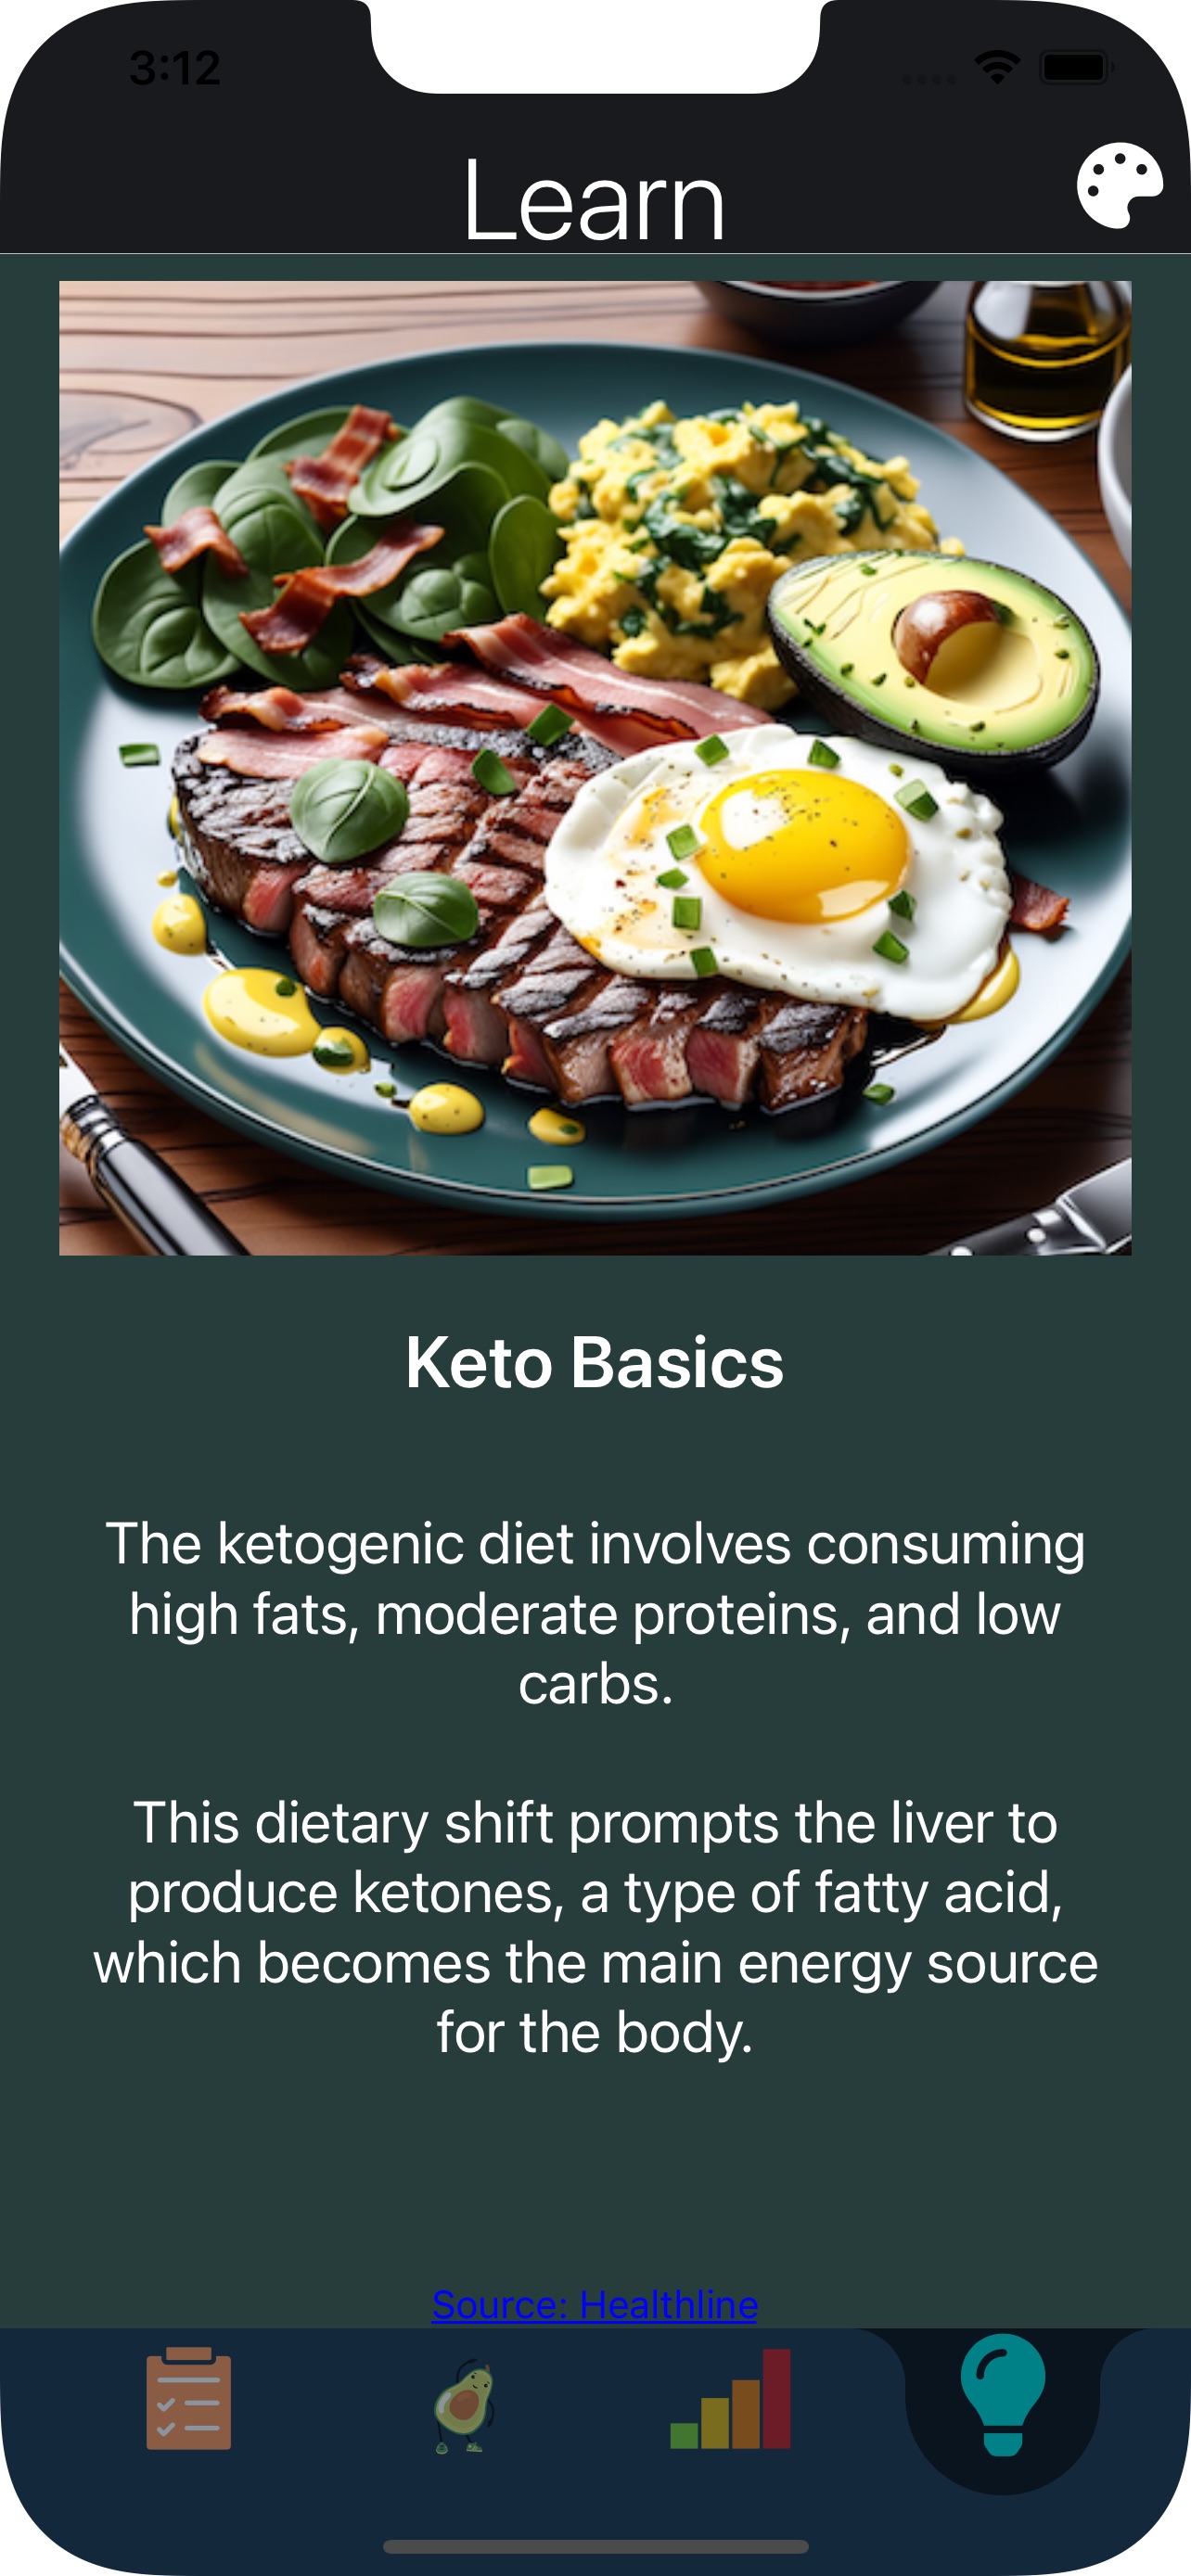 3:12
Learn
Keto Basics
The ketogenic diet involves consuming
high fats, moderate proteins, and low
carbs.
This dietary shift prompts the liver to
produce ketones, a type of fatty acid,
which becomes the main energy source
for the body.
Source: Healthline